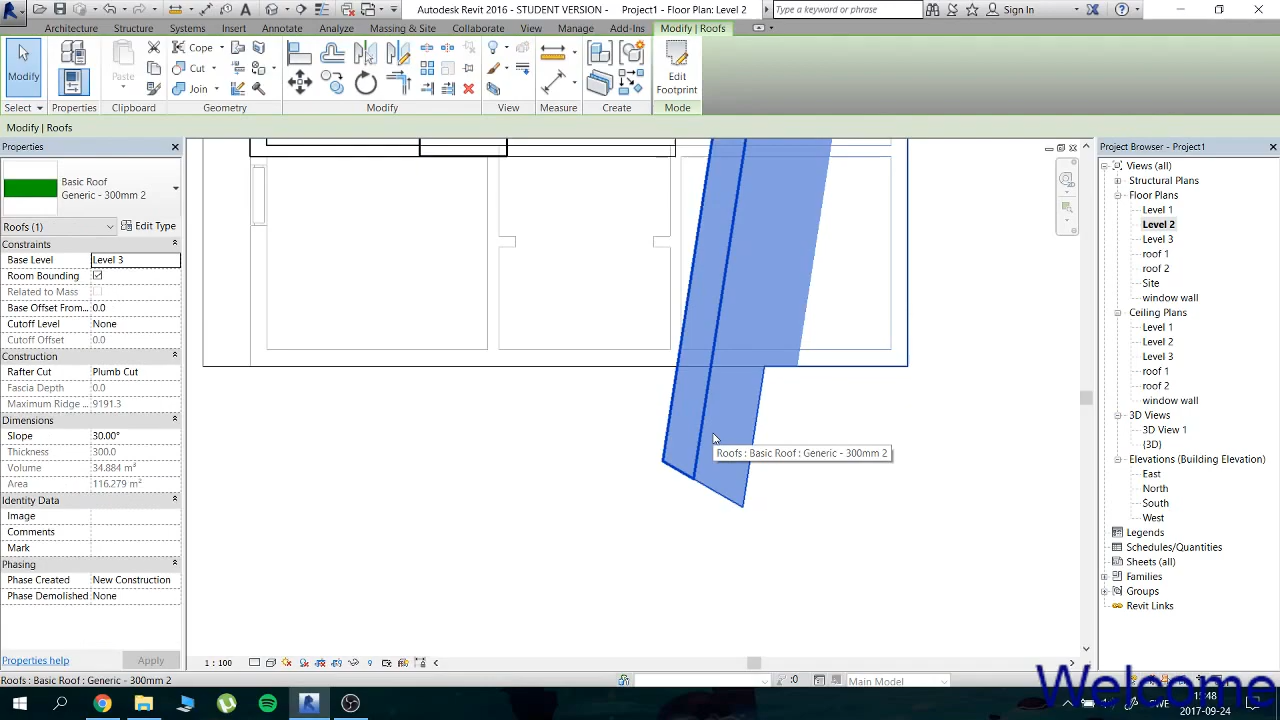 Autodesk Revit 2016 - STUDENT VERSION - Project1 - Floor Plan: Level 2
Type a keyword or phrase
Sign In
Architecture Structure Systems Insert Annotate Analyze Massing & Site Collaborate View Manage Add-Ins Modify | Roofs
Modify
Paste
Cope
Cut
Join
Edit
Footprint
Select Properties Clipboard Geometry Modify View Measure Create Mode
Modify | Roofs
Properties
Basic Roof
Generic - 300mm 2
Roofs (1)
Edit Type
Constraints
Base Level Level 3
Room Bounding
Related to Mass
Base Offset From... 0.0
Cutoff Level None
Cutoff Offset 0.0
Construction
Rafter Cut Plumb Cut
Fascia Depth 0.0
Maximum Ridge ... 9191.3
Dimensions
Slope 30.00°
Thickness 300.0
Volume 34.884 m³
Area 116.279 m²
Identity Data
Image
Comments
Mark
Phasing
Phase Created New Construction
Phase Demolished None
Properties help
Apply
Roofs : Basic Roof : Generic - 300mm 2
1 : 100
Project Browser - Project1
Views (all)
Structural Plans
Floor Plans
Level 1
Level 2
Level 3
roof 1
roof 2
Site
window wall
Ceiling Plans
Level 1
Level 2
Level 3
roof 1
roof 2
window wall
3D Views
3D View 1
{3D}
Elevations (Building Elevation)
East
North
South
West
Legends
Schedules/Quantities
Sheets (all)
Families
Groups
Revit Links
Roofs : Basic Roof : Generic - 300mm 2
:0
Main Model
Welcome
15:48
SWE
2017-09-24